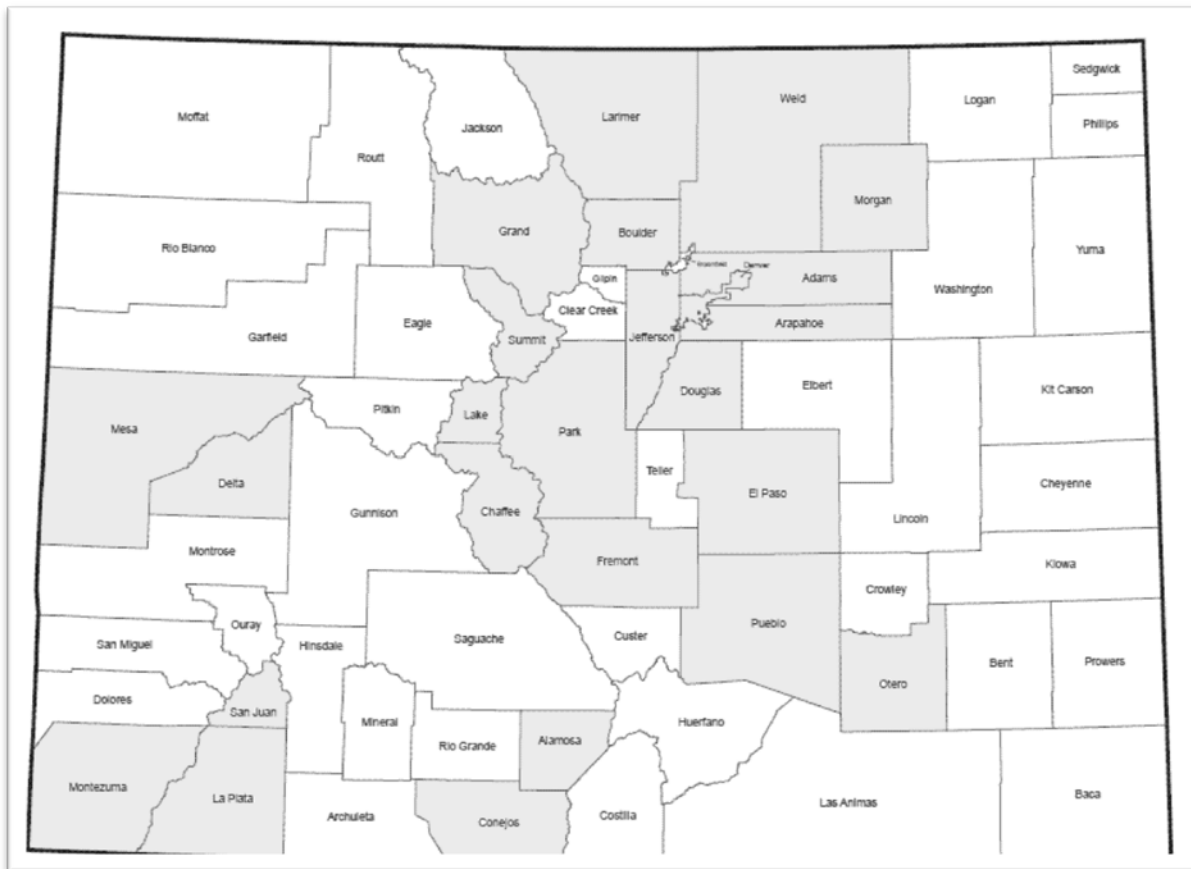 Sedgwick
Moffat
Jackson
Larimer
Weld
Logan
Phillips
Routt
Morgan
Grand
Boulder
Rio Blanco
Yuma
Broomfield
Denver
Gilpin
Adams
Washington
Clear Creek
Eagle
Arapahoe
Garfield
Summit
Jefferson
Elbert
Kit Carson
Douglas
Pitkin
Lake
Mesa
Park
Teller
Delta
Cheyenne
El Paso
Gunnison
Chaffee
Lincoln
Montrose
Fremont
Kiowa
Crowley
Ouray
Pueblo
Saguache
Custer
San Miguel
Hinsdale
Bent
Prowers
Otero
Dolores
San Juan
Mineral
Huerfano
Alamosa
Rio Grande
Montezuma
La Plata
Baca
Las Animas
Costilla
Archuleta
Conejos